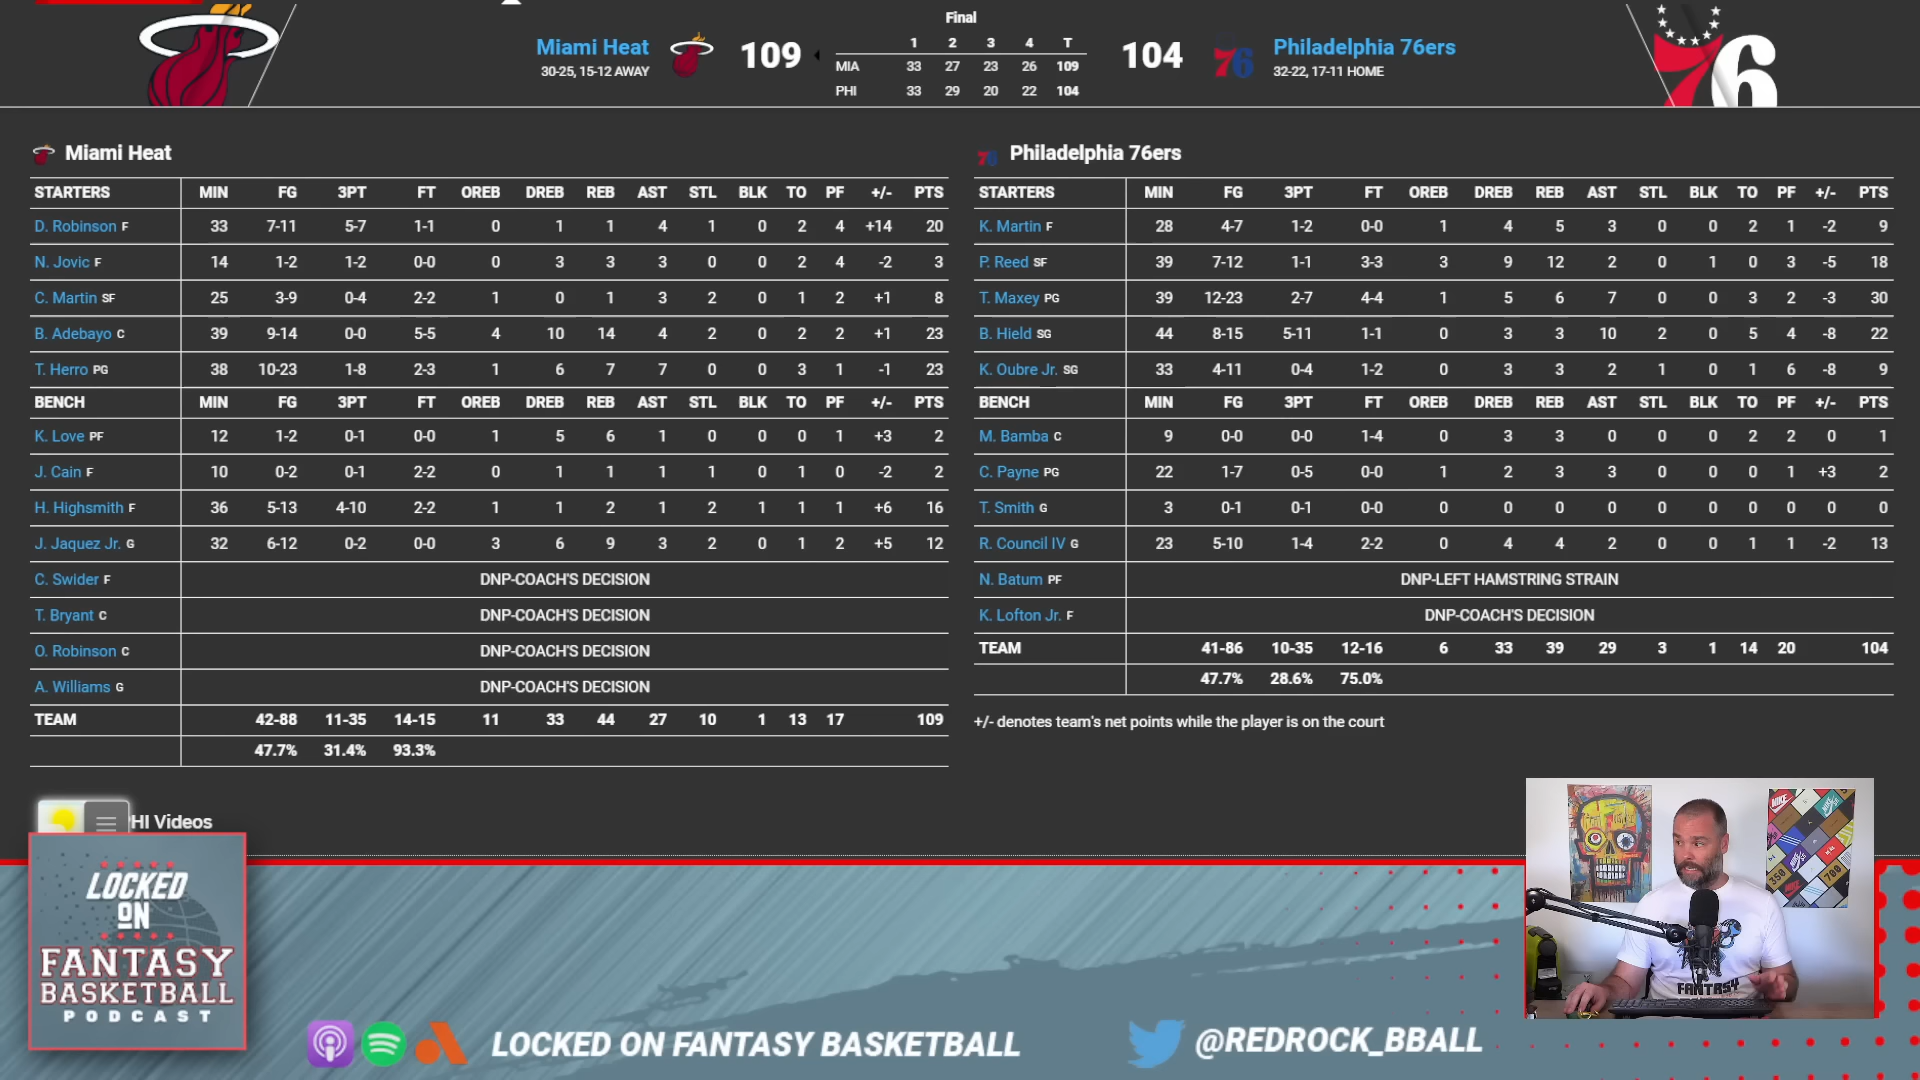 Final
Miami Heat
30-25, 15-12 AWAY
109
1 2 3 4 T
MIA 33 27 23 26 109
PHI 33 29 20 22 104
104
Philadelphia 76ers
32-22, 17-11 HOME
76
76
Miami Heat
STARTERS MIN FG 3PT FT OREB DREB REB AST STL BLK TO PF +/- PTS
D. Robinson F 33 7-11 5-7 1-1 0 1 1 4 1 0 2 4 +14 20
N. Jovic F 14 1-2 1-2 0-0 0 3 3 3 0 0 2 4 -2 3
C. Martin SF 25 3-9 0-4 2-2 1 0 1 3 2 0 1 2 +1 8
B. Adebayo C 39 9-14 0-0 5-5 4 10 14 4 2 0 2 2 +1 23
T. Herro PG 38 10-23 1-8 2-3 1 6 7 7 0 0 3 1 -1 23
BENCH MIN FG 3PT FT OREB DREB REB AST STL BLK TO PF +/- PTS
K. Love PF 12 1-2 0-1 0-0 1 5 6 1 0 0 0 1 +3 2
J. Cain F 10 0-2 0-1 2-2 0 1 1 1 1 0 1 0 -2 2
H. Highsmith F 36 5-13 4-10 2-2 1 1 2 1 2 1 1 1 +6 16
J. Jaquez Jr. G 32 6-12 0-2 0-0 3 6 9 3 2 0 1 2 +5 12
C. Swider F DNP-COACH'S DECISION
T. Bryant C DNP-COACH'S DECISION
O. Robinson C DNP-COACH'S DECISION
A. Williams G DNP-COACH'S DECISION
TEAM 42-88 11-35 14-15 11 33 44 27 10 1 13 17 109
47.7% 31.4% 93.3%
Philadelphia 76ers
STARTERS MIN FG 3PT FT OREB DREB REB AST STL BLK TO PF +/- PTS
K. Martin F 28 4-7 1-2 0-0 1 4 5 3 0 0 2 1 -2 9
P. Reed SF 39 7-12 1-1 3-3 3 9 12 2 0 1 0 3 -5 18
T. Maxey PG 39 12-23 2-7 4-4 1 5 6 7 0 0 3 2 -3 30
B. Hield SG 44 8-15 5-11 1-1 0 3 3 10 2 0 5 4 -8 22
K. Oubre Jr. SG 33 4-11 0-4 1-2 0 3 3 2 1 0 1 6 -8 9
BENCH MIN FG 3PT FT OREB DREB REB AST STL BLK TO PF +/- PTS
M. Bamba C 9 0-0 0-0 1-4 0 3 3 0 0 0 2 2 0 1
C. Payne PG 22 1-7 0-5 0-0 1 2 3 3 0 0 0 1 +3 2
T. Smith G 3 0-1 0-1 0-0 0 0 0 0 0 0 0 0 0 0
R. Council IV G 23 5-10 1-4 2-2 0 4 4 2 0 0 1 1 -2 13
N. Batum PF DNP-LEFT HAMSTRING STRAIN
K. Lofton Jr. F DNP-COACH'S DECISION
TEAM 41-86 10-35 12-16 6 33 39 29 3 1 14 20 104
47.7% 28.6% 75.0%
+/- denotes team's net points while the player is on the court
HI Videos
LOCKED
ON
FANTASY
BASKETBALL
PODCAST
LOCKED ON FANTASY BASKETBALL
@REDROCK_BBALL
NIKE
NIKE
350
700
FANTASY